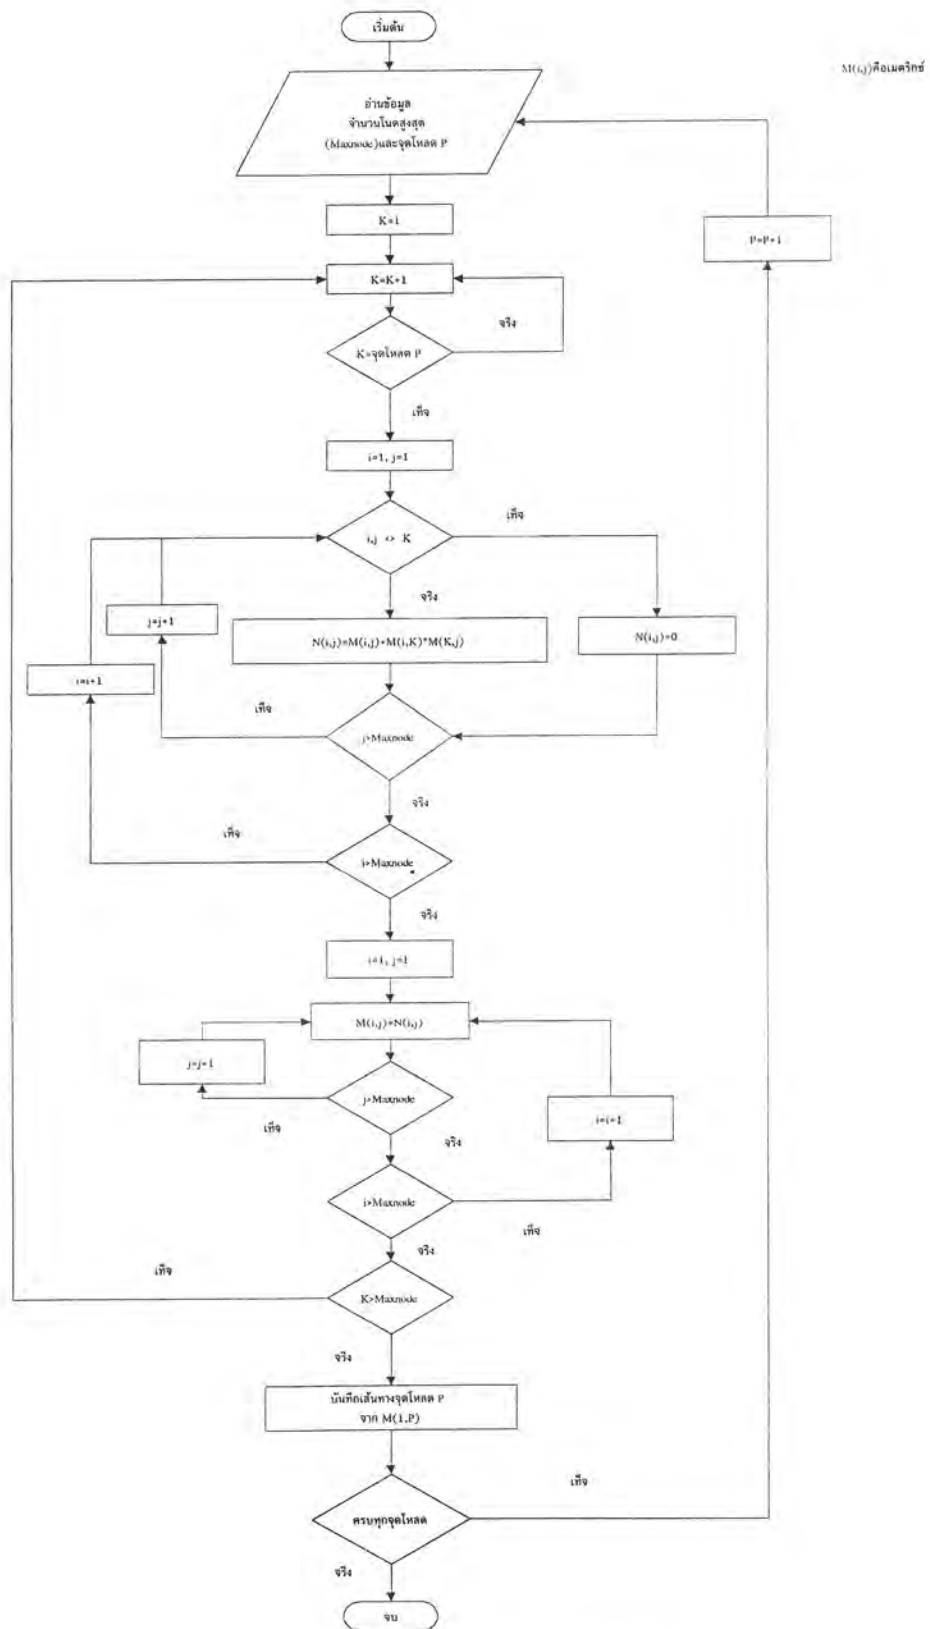 เริ่มต้น
M(i,j)คือเมตริกซ์
อ่านข้อมูล
จำนวนโนดสูงสุด
(Maxnode)และจุดโหลด P
K=1
P=P+1
K=K+1
จริง
K=จุดโหลด P
เท็จ
i=1, j=1
เท็จ
i,j <> K
จริง
j=j+1
N(i,j)=M(i,j)+M(i,K)*M(K,j)
N(i,j)=0
i=i+1
เท็จ
j>Maxnode
จริง
เท็จ
i>Maxnode
จริง
i=1, j=1
M(i,j)=N(i,j)
j=j+1
j>Maxnode
i=i+1
เท็จ
จริง
i>Maxnode
เท็จ
จริง
เท็จ
K>Maxnode
จริง
บันทึกเส้นทางจุดโหลด P
จาก M(1,P)
เท็จ
ครบทุกจุดโหลด
จริง
จบ